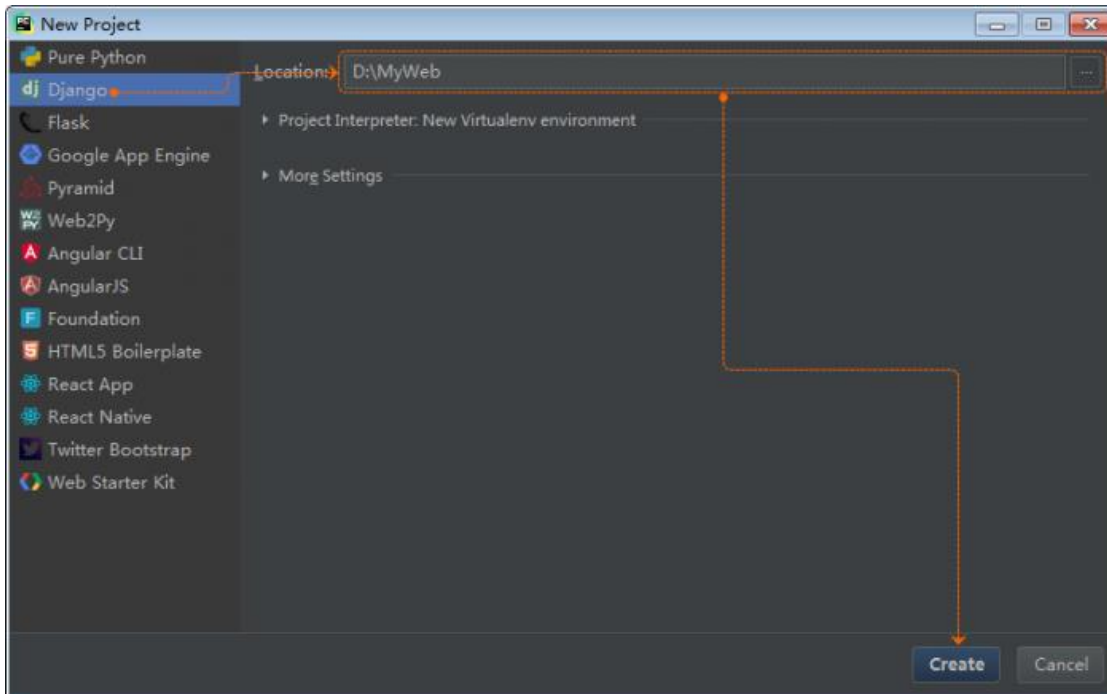 New Project
Pure Python
Django
Flask
Google App Engine
Pyramid
Web2Py
Angular CLI
AngularJS
Foundation
HTML5 Boilerplate
React App
React Native
Twitter Bootstrap
Web Starter Kit
Location: D:\MyWeb ...
Project Interpreter: New Virtualenv environment
More Settings
Create Cancel